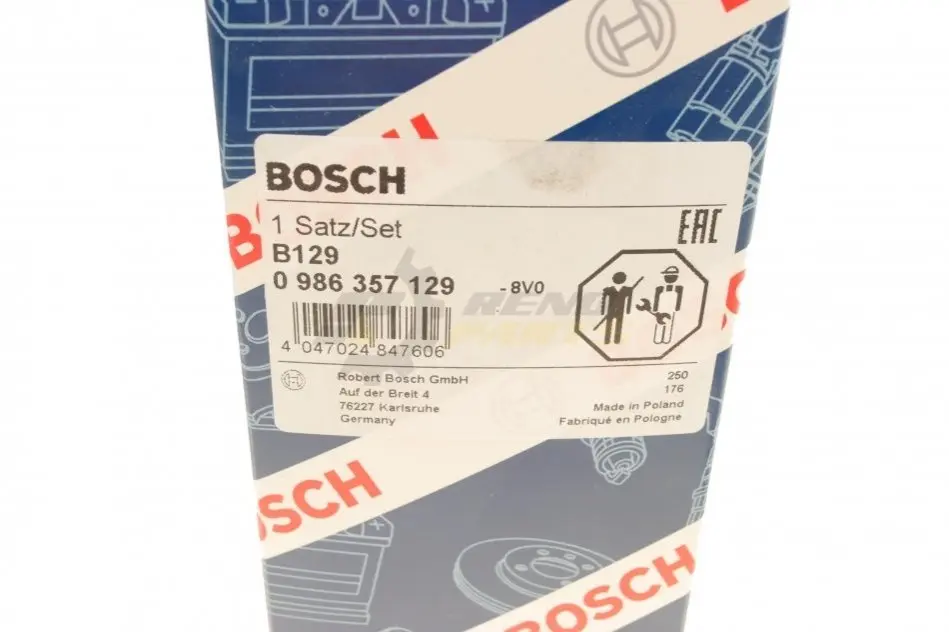 BOSCH
1 Satz/Set
B129
0 986 357 129
-8V0
EAC
4 047024 847606
Robert Bosch GmbH
Auf der Breit 4
76227 Karlsruhe
Germany
250
176
Made in Poland
Fabriqué en Pologne
BOSCH
BOSCH